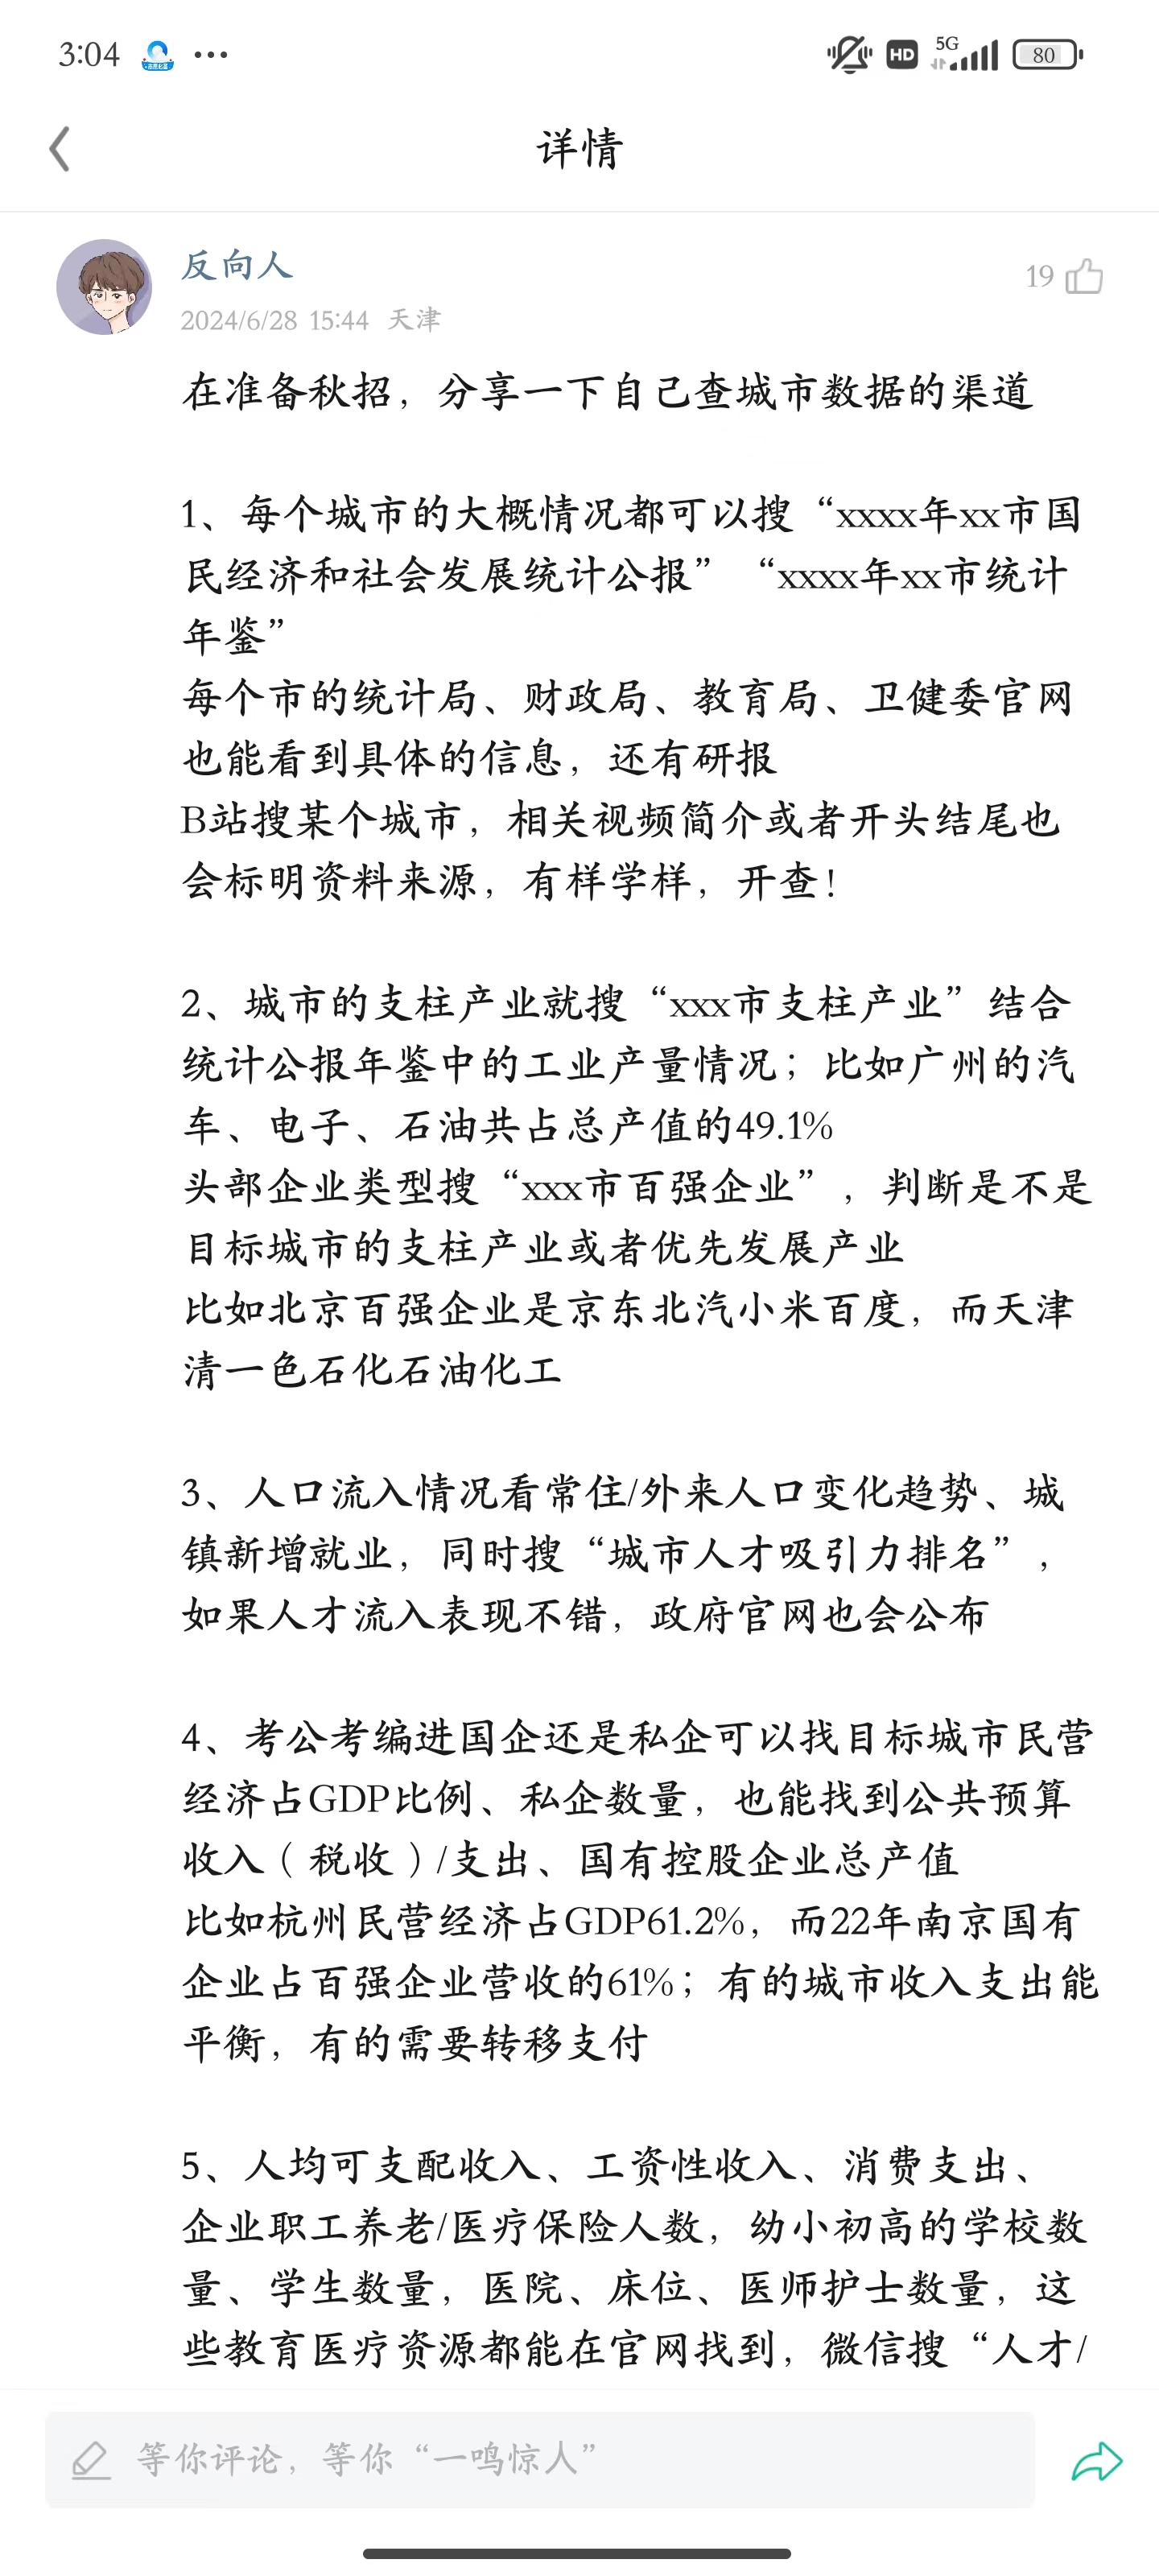 3:04
HD
5G
80
详情
反向人
19
2024/6/28 15:44 天津
在准备秋招，分享一下自己查城市数据的渠道
1、每个城市的大概情况都可以搜“xxxx年xx市国
民经济和社会发展统计公报”“xxxx年xx市统计
年鉴”
每个市的统计局、财政局、教育局、卫健委官网
也能看到具体的信息，还有研报
B站搜某个城市，相关视频简介或者开头结尾也
会标明资料来源，有样学样，开查！
2、城市的支柱产业就搜“xxx市支柱产业”结合
统计公报年鉴中的工业产量情况；比如广州的汽
车、电子、石油共占总产值的49.1%
头部企业类型搜“xxx市百强企业”，判断是不是
目标城市的支柱产业或者优先发展产业
比如北京百强企业是京东北汽小米百度，而天津
清一色石化石油化工
3、人口流入情况看常住/外来人口变化趋势、城
镇新增就业，同时搜“城市人才吸引力排名”，
如果人才流入表现不错，政府官网也会公布
4、考公考编进国企还是私企可以找目标城市民营
经济占GDP比例、私企数量，也能找到公共预算
收入（税收）/支出、国有控股企业总产值
比如杭州民营经济占GDP61.2%，而22年南京国有
企业占百强企业营收的61%；有的城市收入支出能
平衡，有的需要转移支付
5、人均可支配收入、工资性收入、消费支出、
企业职工养老/医疗保险人数，幼小初高的学校数
量、学生数量，医院、床位、医师护士数量，这
些教育医疗资源都能在官网找到，微信搜“人才/
等你评论，等你“一鸣惊人”